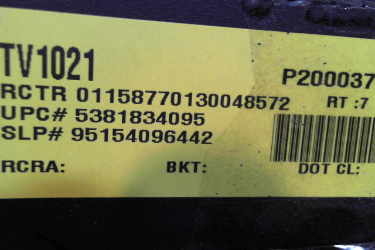 TV1021 P200037
RCTR 01158770130048572 RT :7
UPC# 5381834095
SLP# 95154096442
RCRA: BKT: DOT CL: